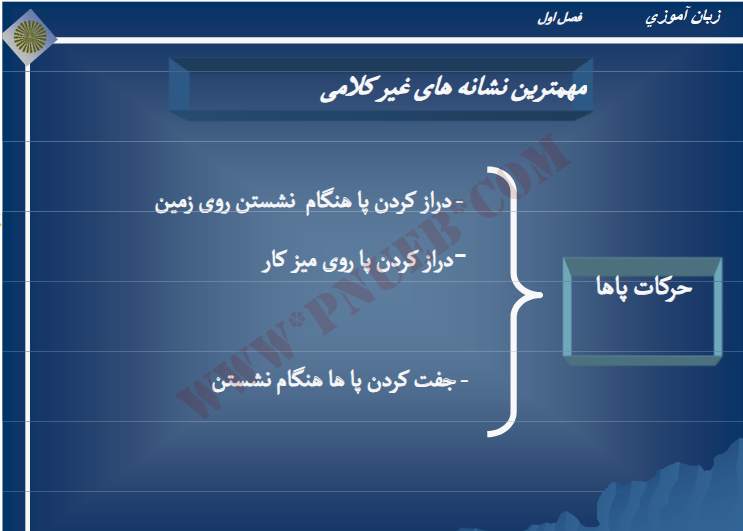 زبان آموزي
فصل اول
مهمترین نشانه های غیر کلامی
- دراز کردن پا هنگام نشستن روی زمین
-دراز کردن پا روی میز کار
حرکات پاها
- جفت کردن پا ها هنگام نشستن
WWW*PNUEB*COM